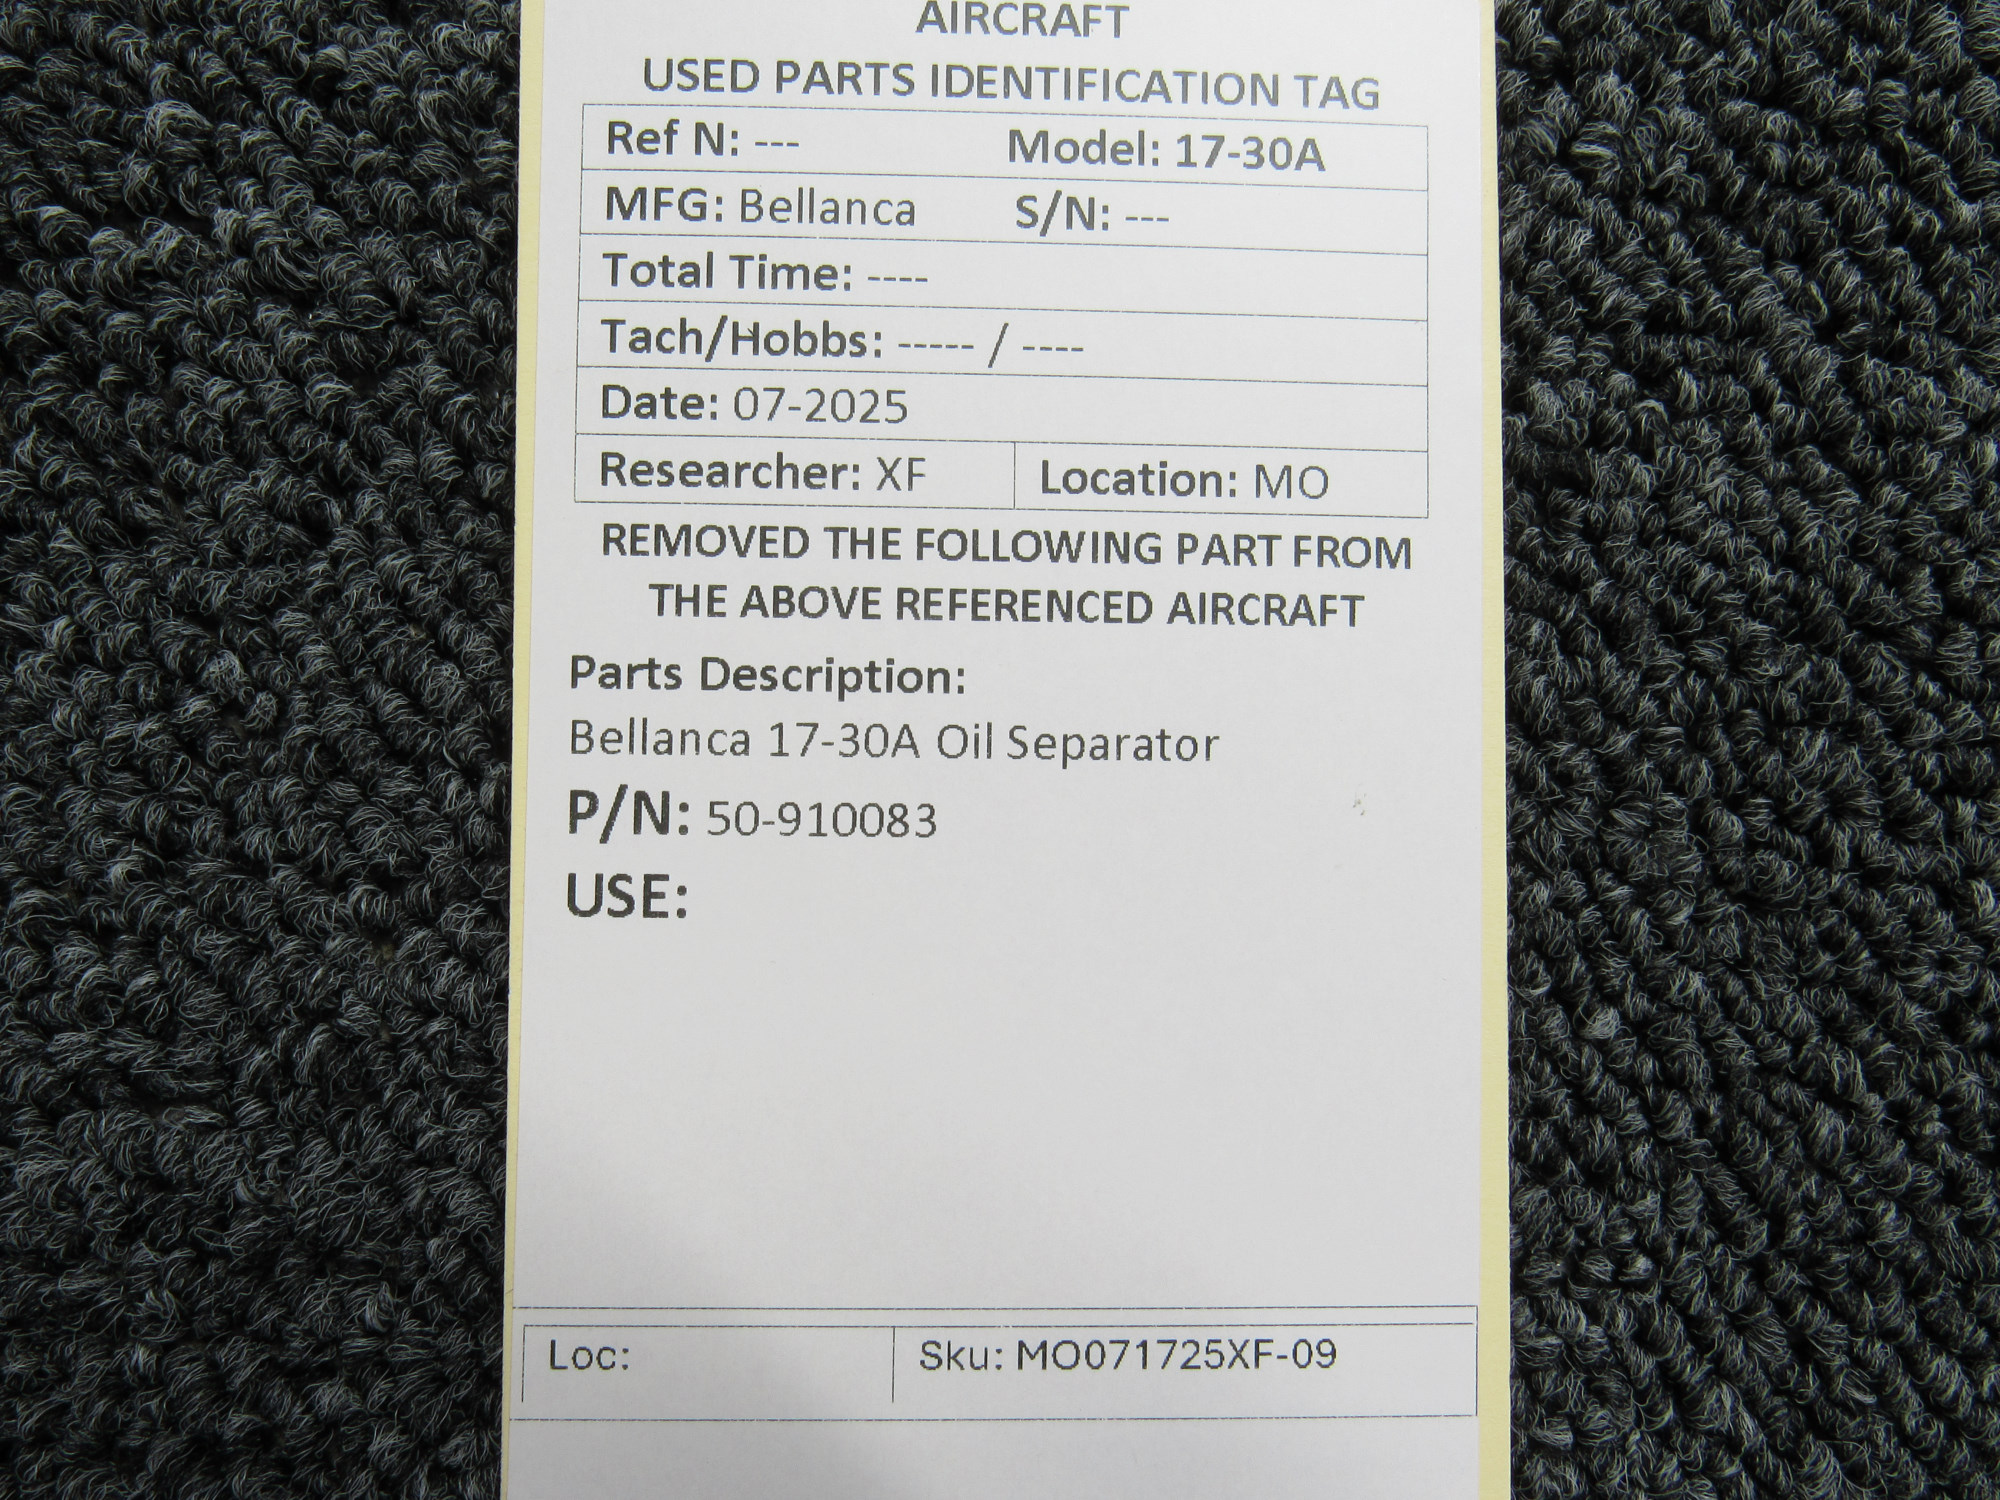 AIRCRAFT
USED PARTS IDENTIFICATION TAG
Ref N: --- Model: 17-30A
MFG: Bellanca S/N: ---
Total Time: ----
Tach/Hobbs: ----- / ----
Date: 07-2025
Researcher: XF Location: MO
REMOVED THE FOLLOWING PART FROM
THE ABOVE REFERENCED AIRCRAFT
Parts Description:
Bellanca 17-30A Oil Separator
P/N: 50-910083
USE:
Loc: Sku: MO071725XF-09